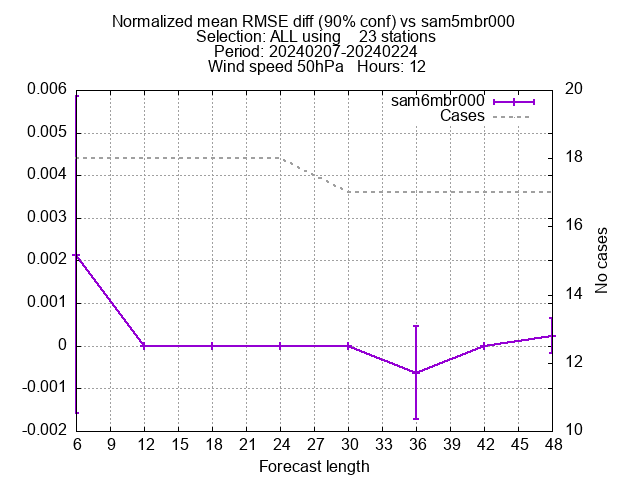 Normalized mean RMSE diff (90% conf) vs sam5mbr000
Selection: ALL using 23 stations
Period: 20240207-20240224
Wind speed 50hPa Hours: 12
sam6mbr000
Cases
0.006
0.005
0.004
0.003
0.002
0.001
0
-0.001
-0.002
20
18
16
14
12
10
No cases
6 9 12 15 18 21 24 27 30 33 36 39 42 45 48
Forecast length